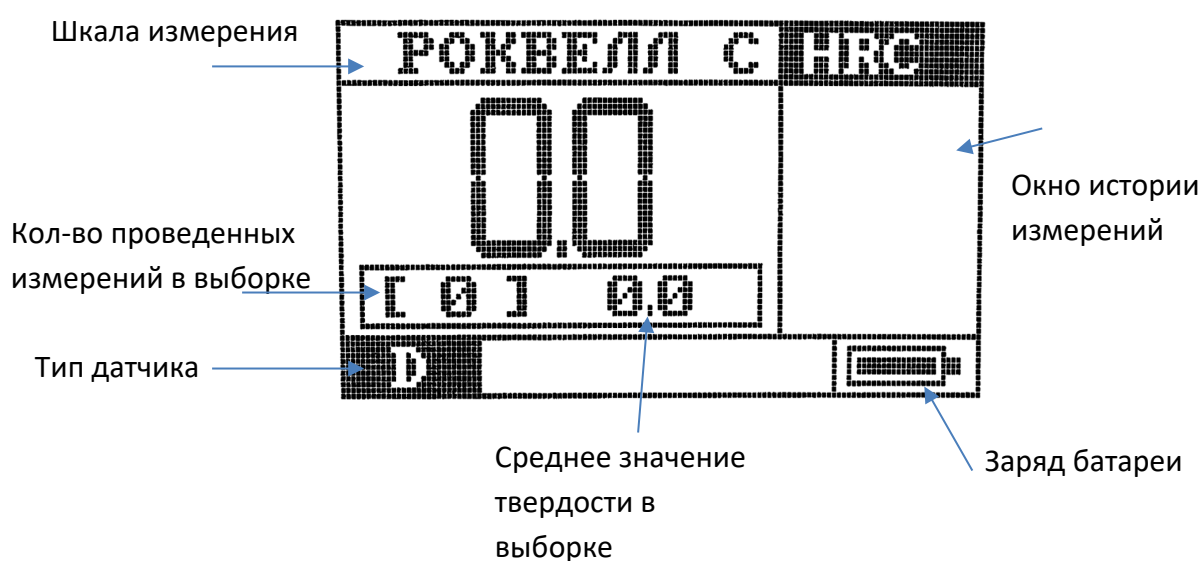 Шкала измерения
РОКВЕЛЛ С HRC
0.0
Окно истории
измерений
Кол-во проведенных
измерений в выборке
[ 0 ] 0.0
Тип датчика
D
Среднее значение
твердости в
выборке
Заряд батареи